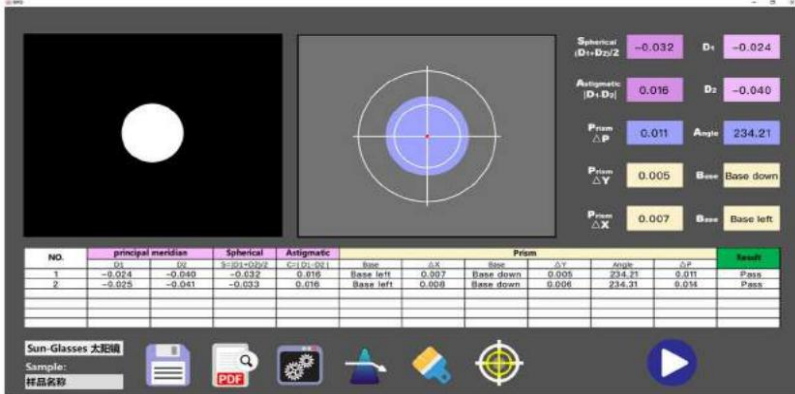 Spherical
(D1+D2)/2
-0.032
D1
-0.024
Astigmatic
|D1-D2|
0.016
D2
-0.040
Prism
△P
0.011
Angle
234.21
Prism
△Y
0.005
Base
Base down
Prism
△X
0.007
Base
Base left
NO. principal meridian Spherical Astigmatic Prism Result
D1 D2 S=(D1+D2)/2 C=|D1-D2| Base △X Base △Y Angle △P
1 -0.024 -0.040 -0.032 0.016 Base left 0.007 Base down 0.005 234.21 0.011 Pass
2 -0.025 -0.041 -0.033 0.016 Base left 0.008 Base down 0.006 234.31 0.014 Pass
Sun-Glasses 太阳镜
Sample:
样品名称
PDF